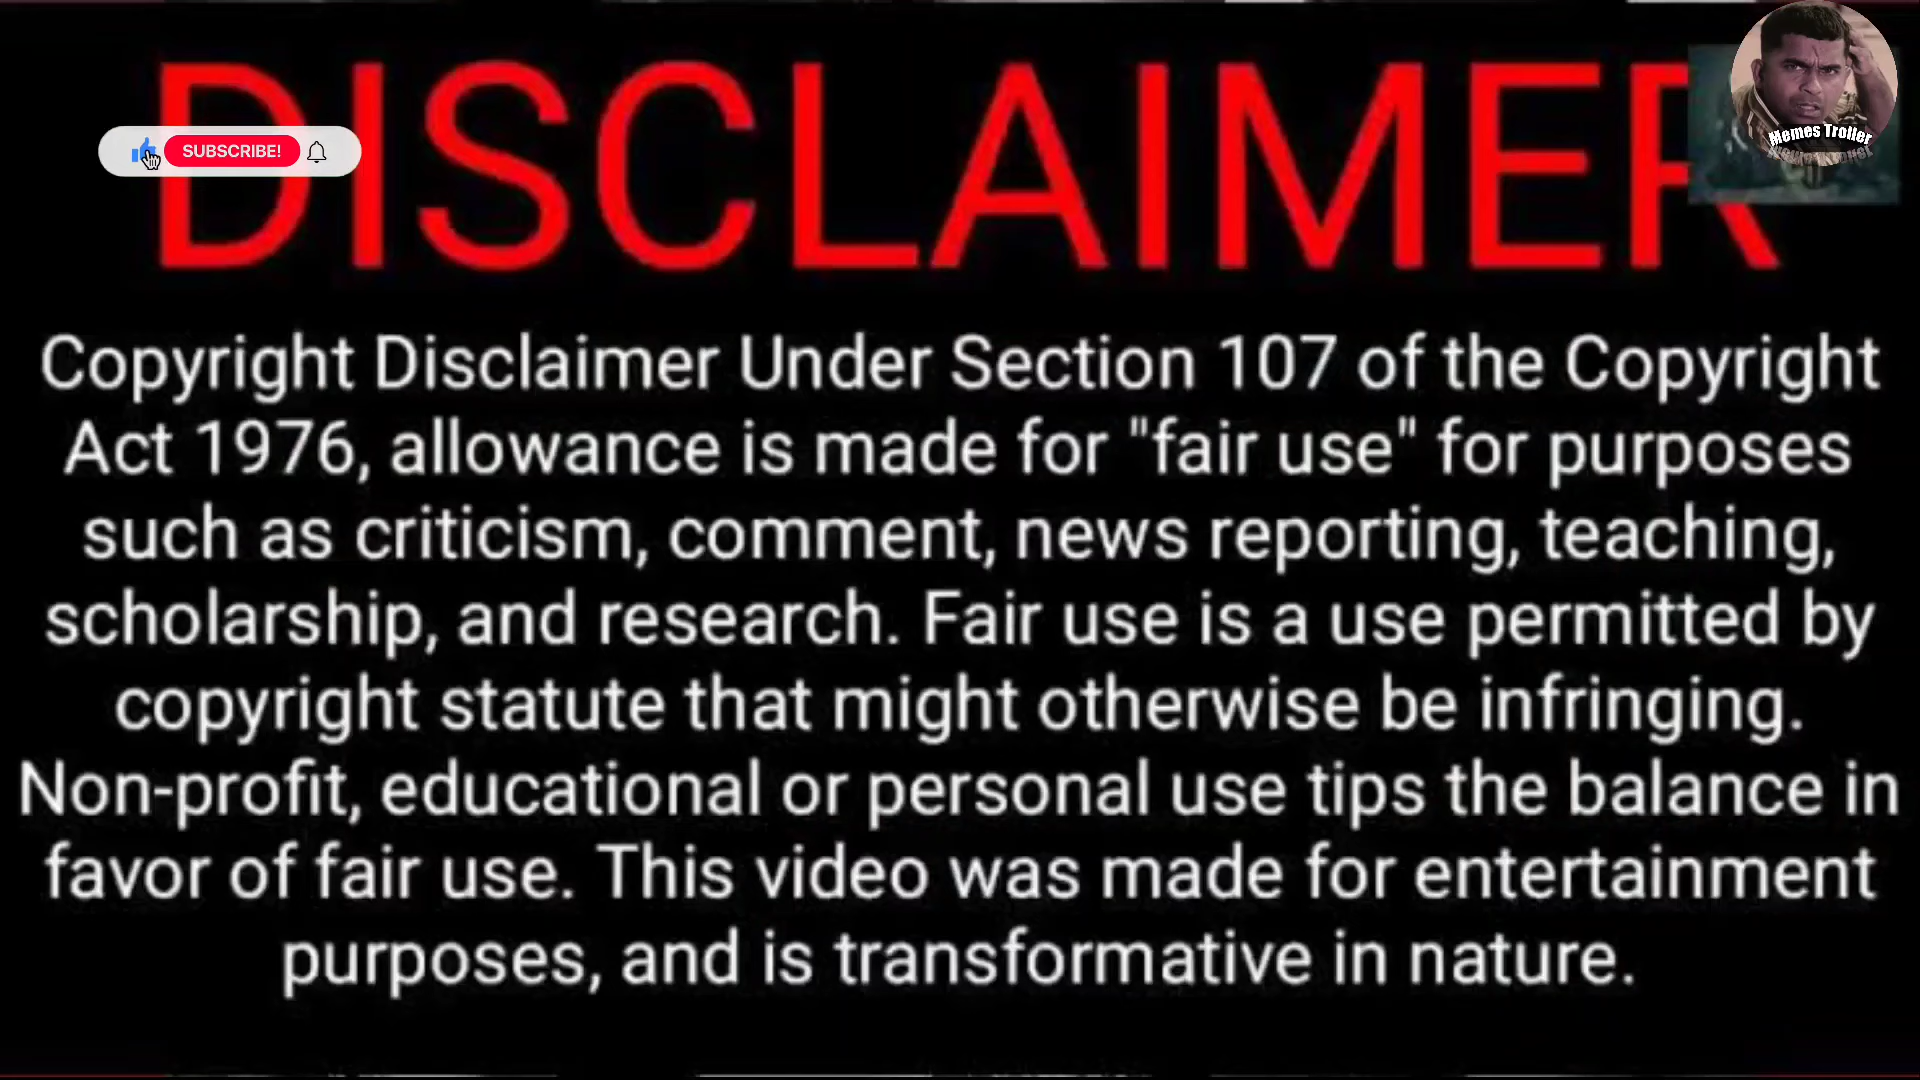 DISCLAIMER
SUBSCRIBE!
Memes Troller
Copyright Disclaimer Under Section 107 of the Copyright
Act 1976, allowance is made for "fair use" for purposes
such as criticism, comment, news reporting, teaching,
scholarship, and research. Fair use is a use permitted by
copyright statute that might otherwise be infringing.
Non-profit, educational or personal use tips the balance in
favor of fair use. This video was made for entertainment
purposes, and is transformative in nature.